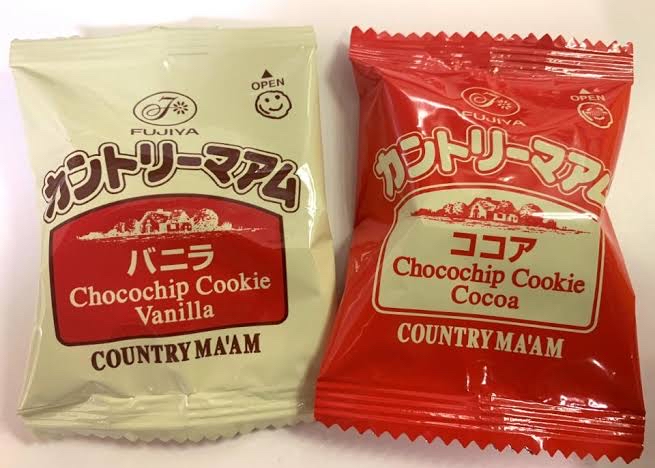 OPEN
F
FUJIYA
カントリーマアム
バニラ
Chocochip Cookie
Vanilla
COUNTRY MA'AM
OPEN
F
FUJIYA
カントリーマアム
ココア
Chocochip Cookie
Cocoa
COUNTRY MA'AM